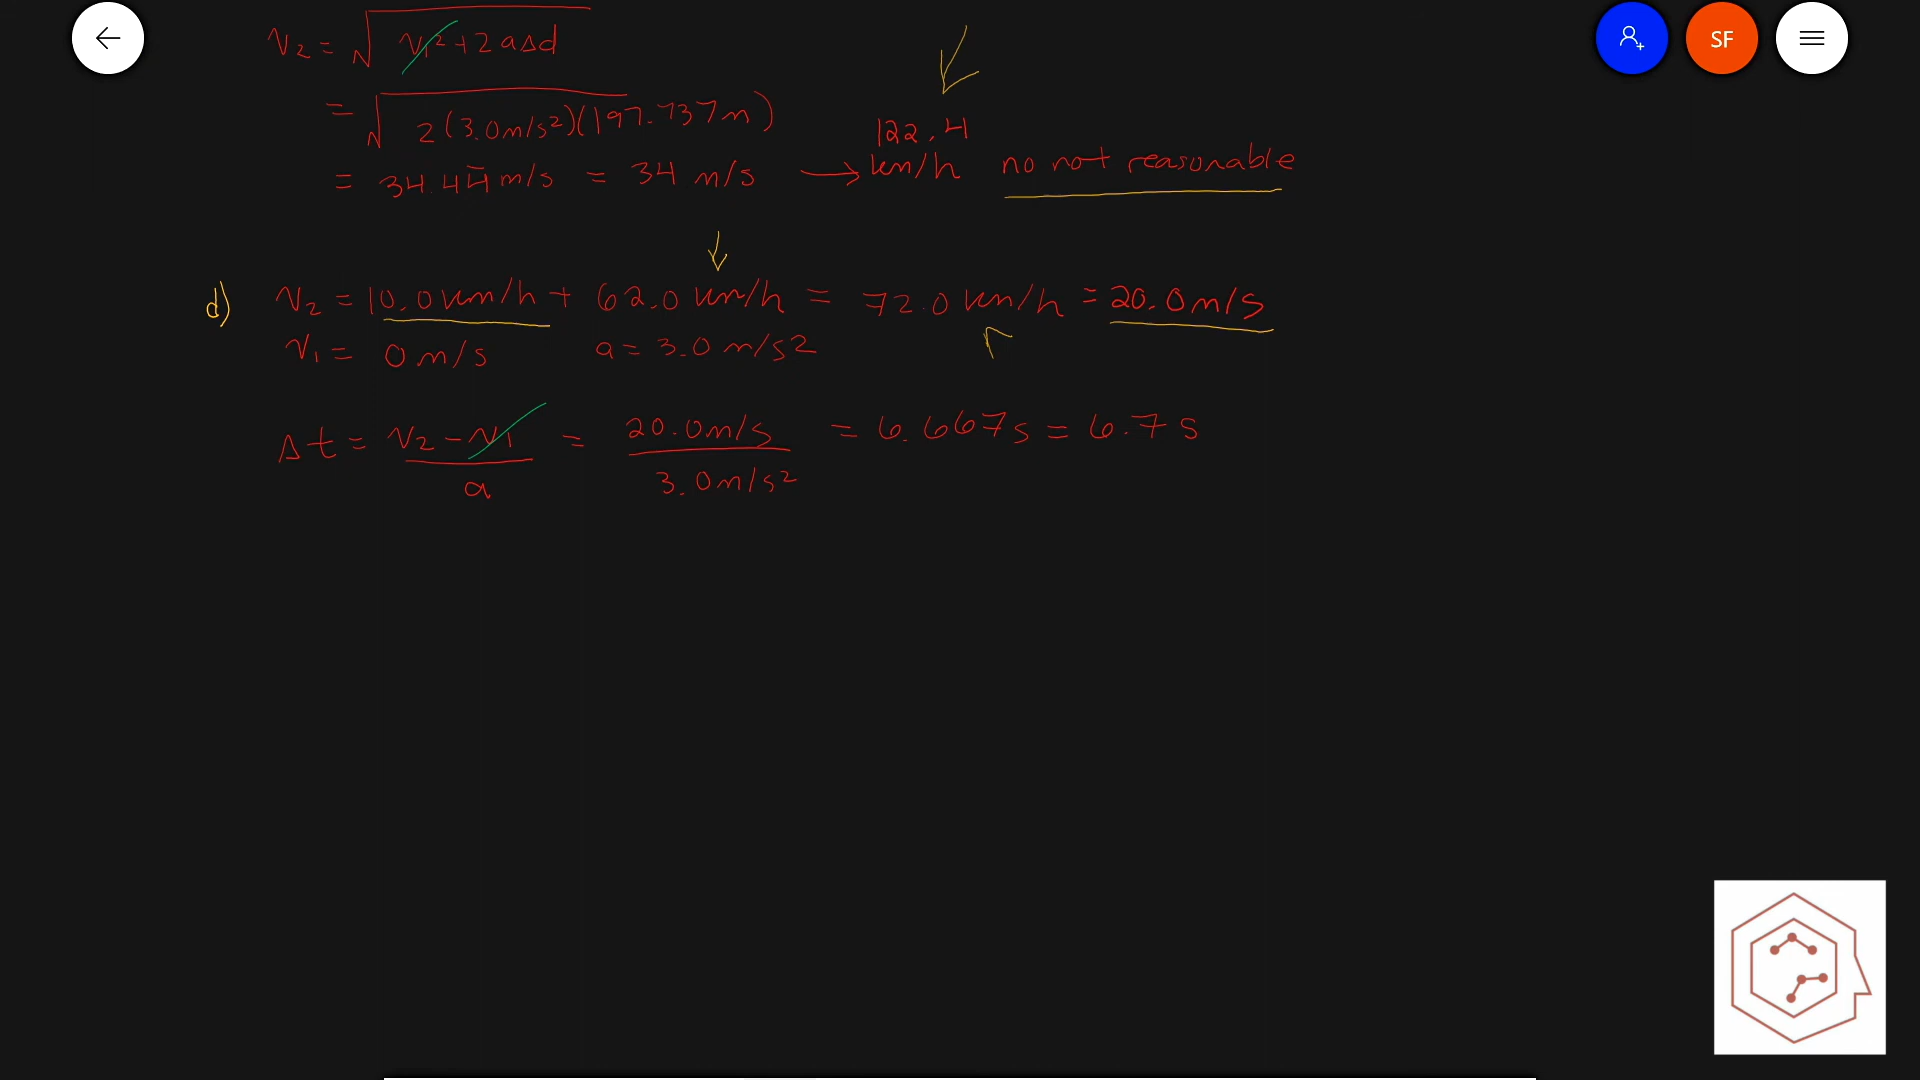 v₂ = √(v₁² + 2aΔd)
SF
= √(2(3.0m/s²)(197.737m)
= 34.44m/s = 34 m/s → 122.4 km/h no not reasonable
d) v₂ = 10.0 km/h + 62.0 km/h = 72.0 km/h = 20.0 m/s
v₁ = 0 m/s a = 3.0 m/s2
Δt = (v₂ - v₁)/a = 20.0m/s / 3.0m/s² = 6.667s = 6.7 s